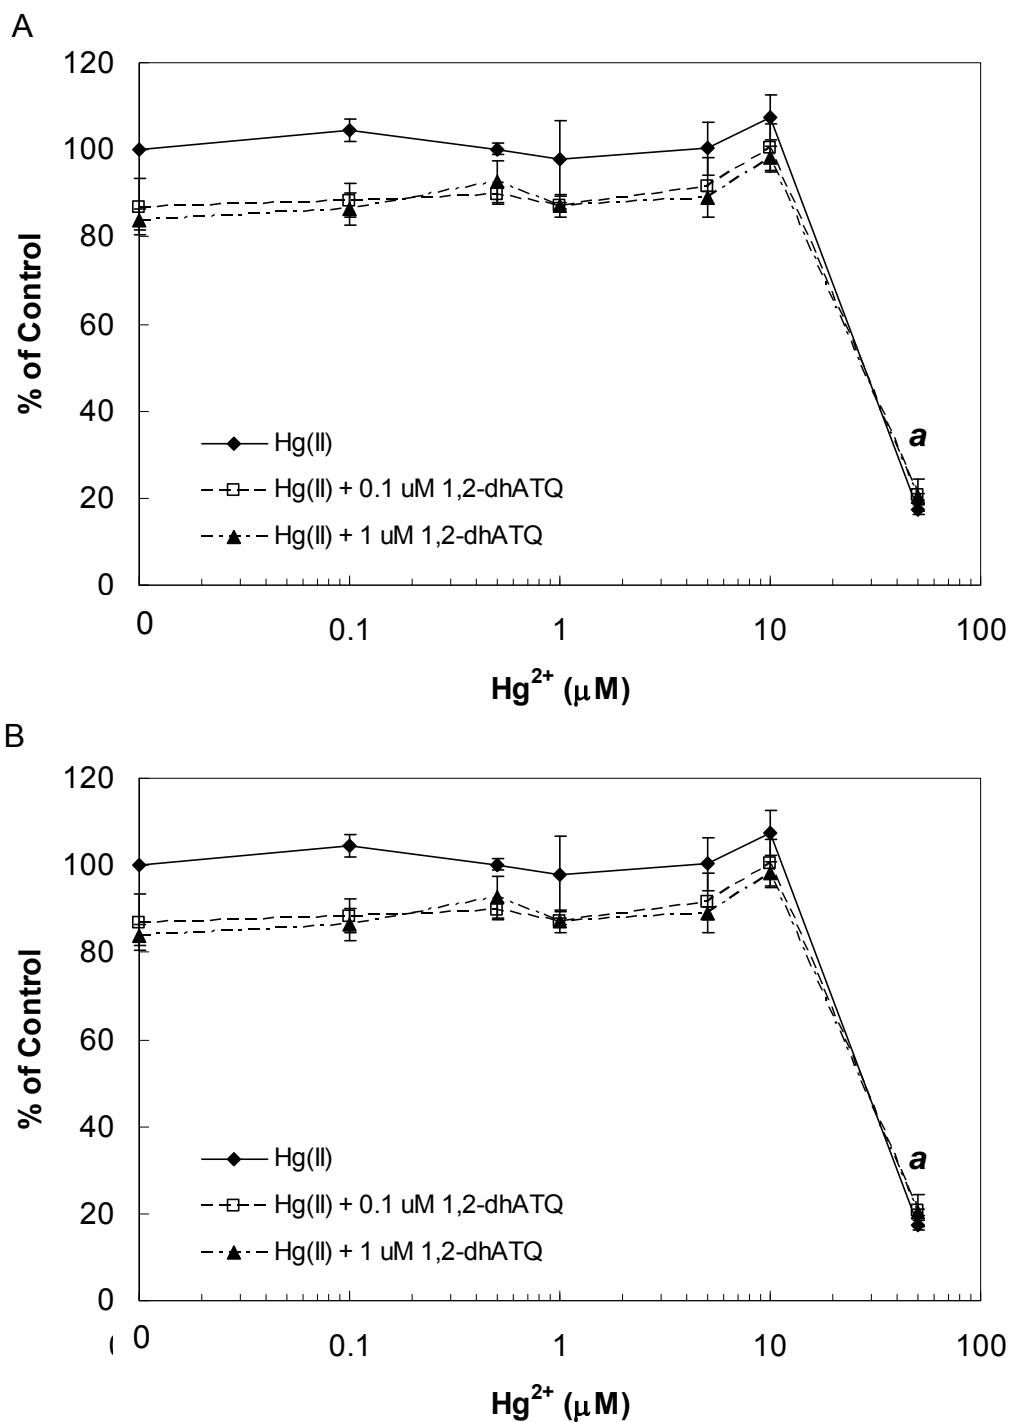 A
120
100
80
60
40
20
0
% of Control
a
Hg(II)
Hg(II) + 0.1 uM 1,2-dhATQ
Hg(II) + 1 uM 1,2-dhATQ
0 0.1 1 10 100
Hg2+ (μM)
B
120
100
80
60
40
20
0
% of Control
a
Hg(II)
Hg(II) + 0.1 uM 1,2-dhATQ
Hg(II) + 1 uM 1,2-dhATQ
0 0.1 1 10 100
Hg2+ (μM)